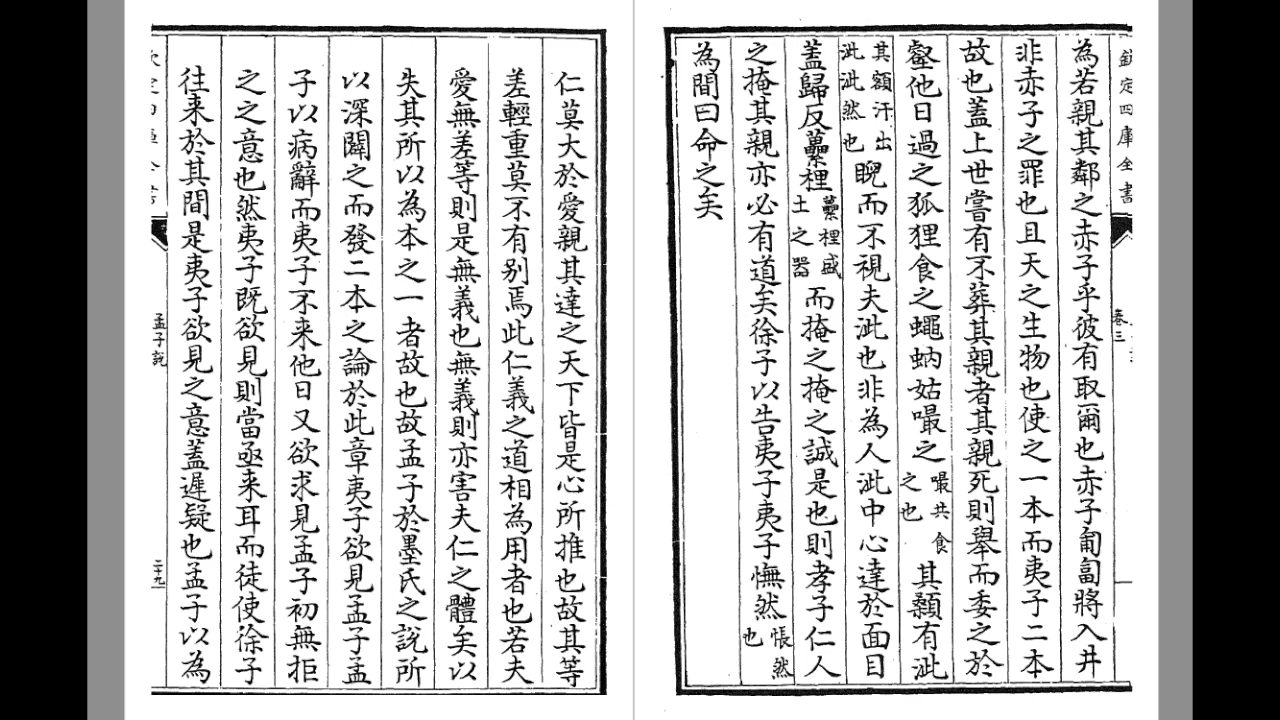 欽定四庫全書
卷三
為若親其鄰之赤子乎彼有取爾也赤子匍匐將入井
非赤子之罪也且天之生物也使之一本而夷子二本
故也蓋上世嘗有不葬其親者其親死則舉而委之於
壑他日過之狐狸食之蠅蚋姑嘬之嘬共食之也其顙有泚
其額汗出泚泚然也睨而不視夫泚也非為人泚中心達於面目
蓋歸反虆梩虆梩盛土之器而掩之掩之誠是也則孝子仁人
之掩其親亦必有道矣徐子以告夷子夷子憮然悵然也
為間曰命之矣
仁莫大於愛親其達之天下皆是心所推也故其等
差輕重莫不有别焉此仁義之道相為用者也若夫
愛無差等則是無義也無義則亦害夫仁之體矣以
失其所以為本之一者故也故孟子於墨氏之說所
以深闢之而發二本之論於此章夷子欲見孟子孟
子以病辭而夷子不来他日又欲求見孟子初無拒
之之意也然夷子既欲見則當亟来耳而徒使徐子
往来於其間是夷子欲見之意蓋遲疑也孟子以為
孟子説
二十九